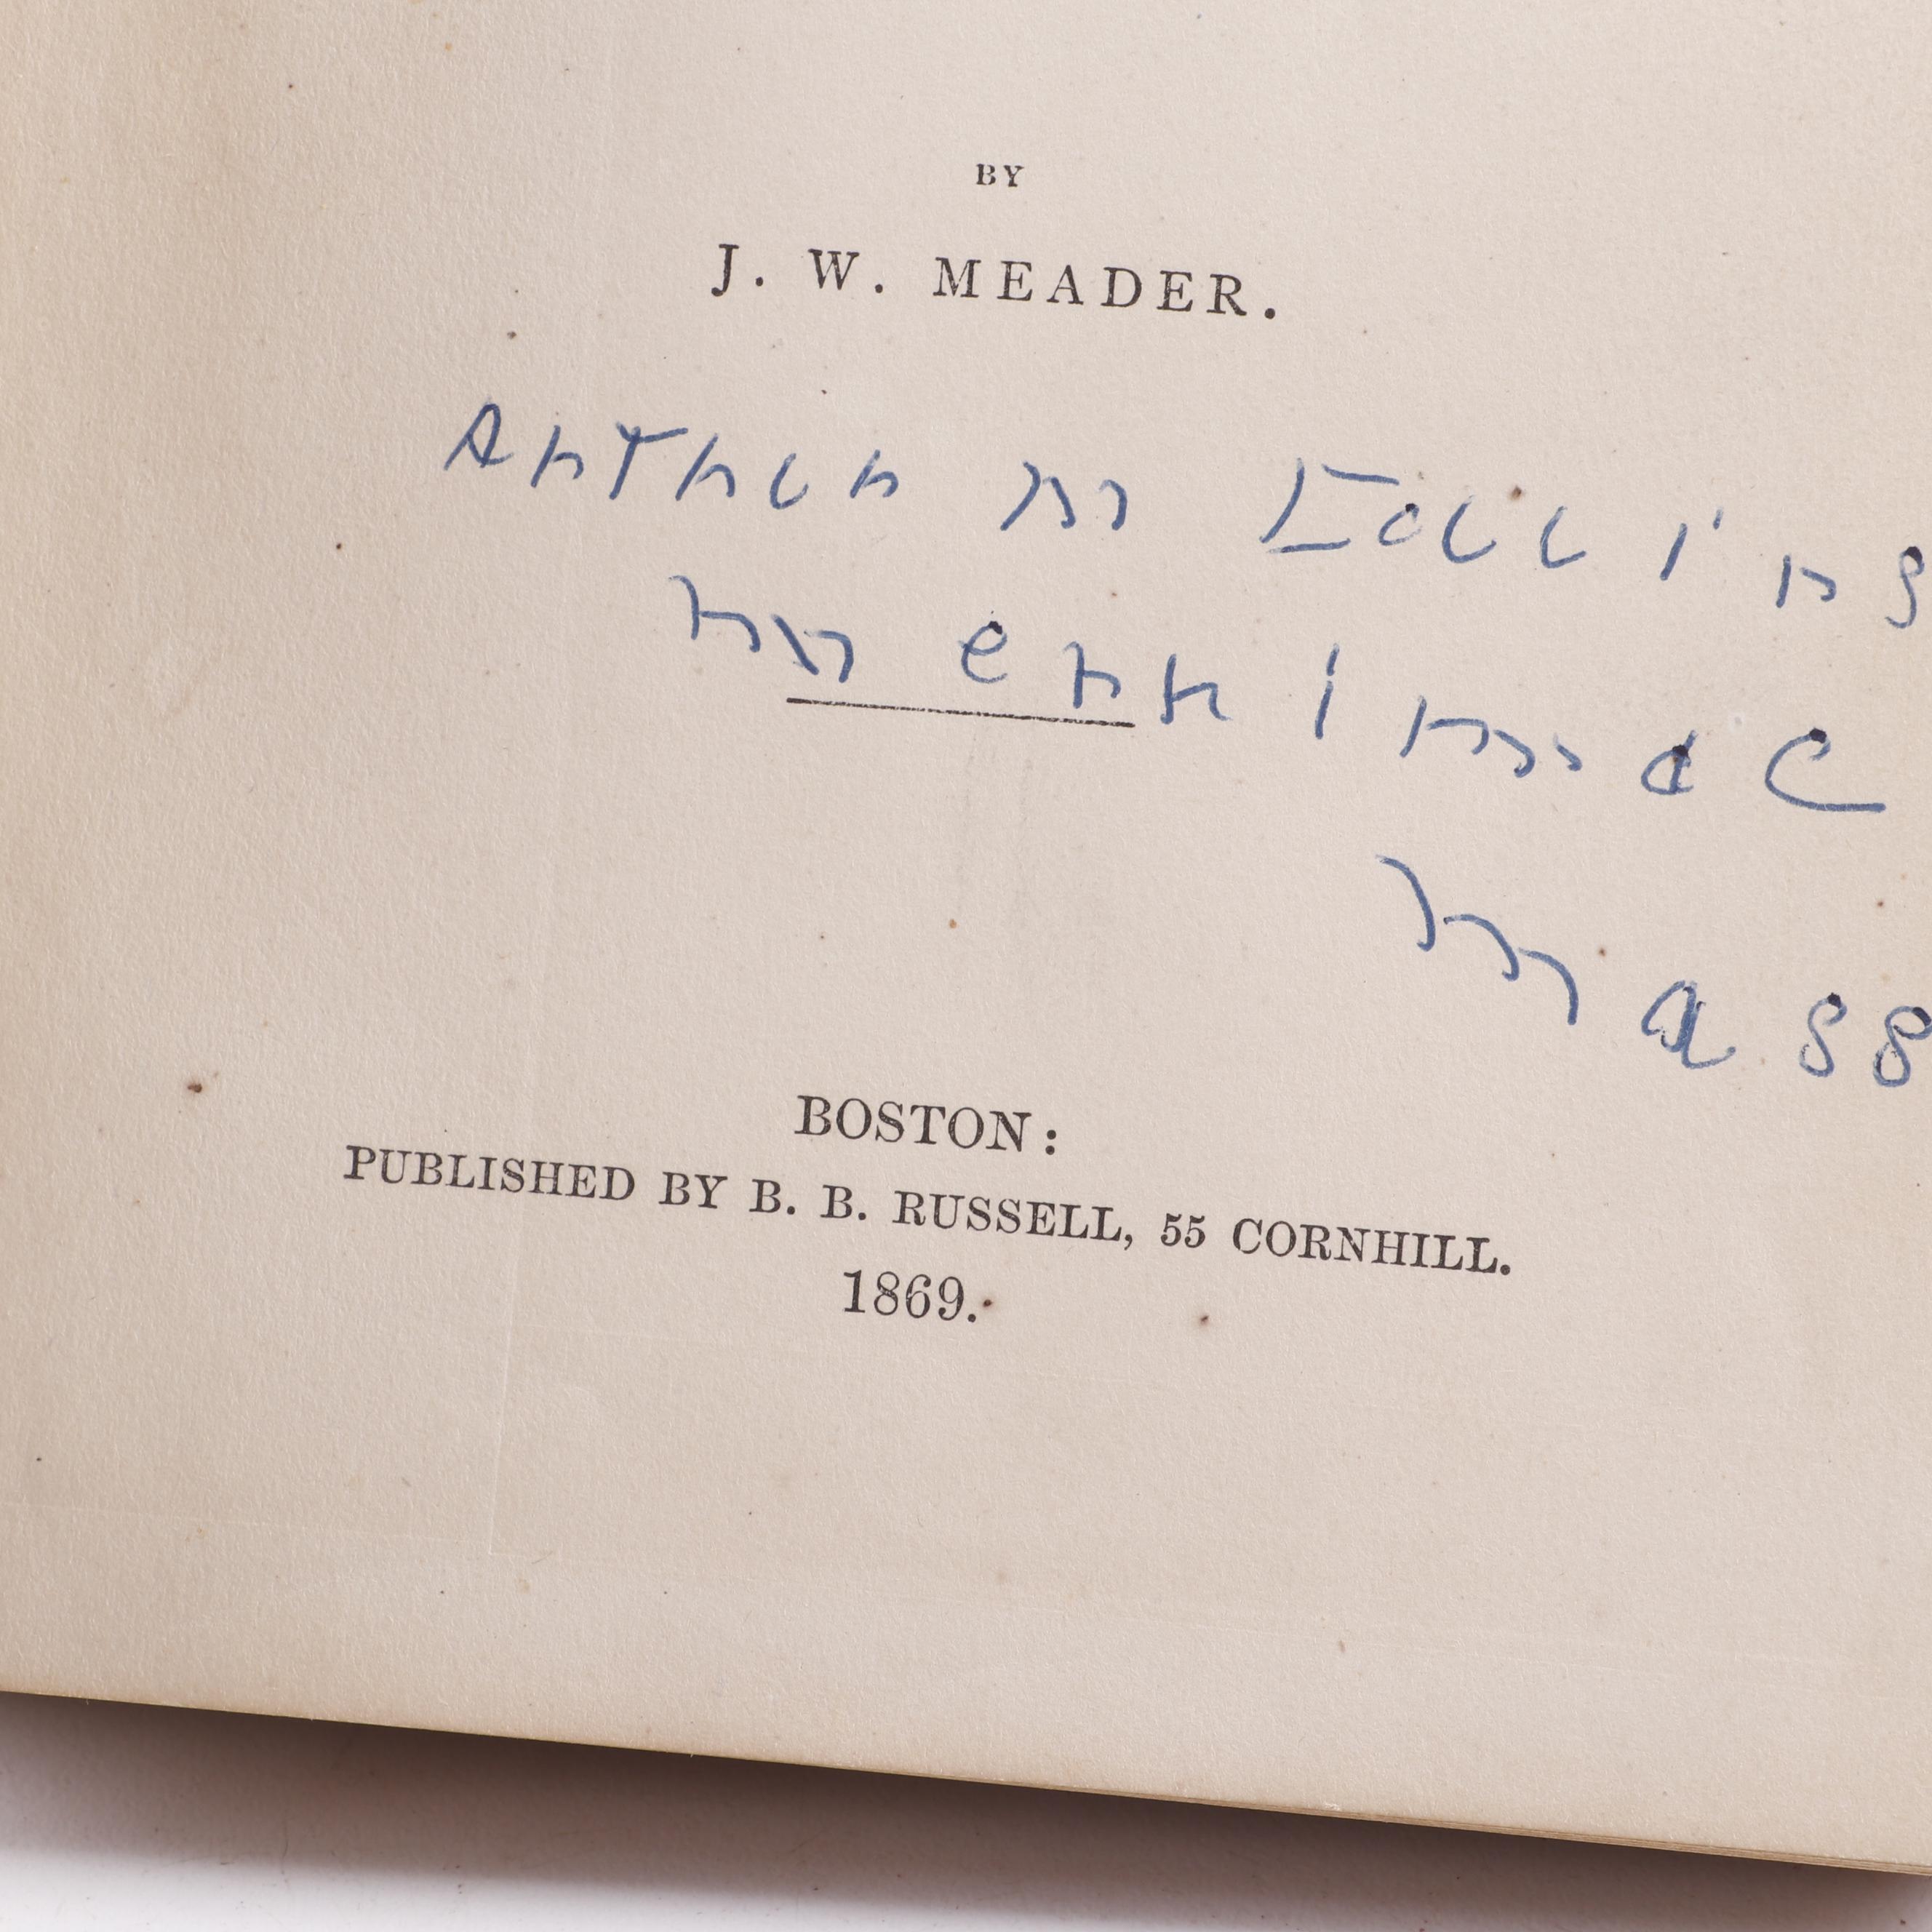 BY
J. W. MEADER.
Arthur M Collins
Merrimac
Mass
BOSTON:
PUBLISHED BY B. B. RUSSELL, 55 CORNHILL.
1869.